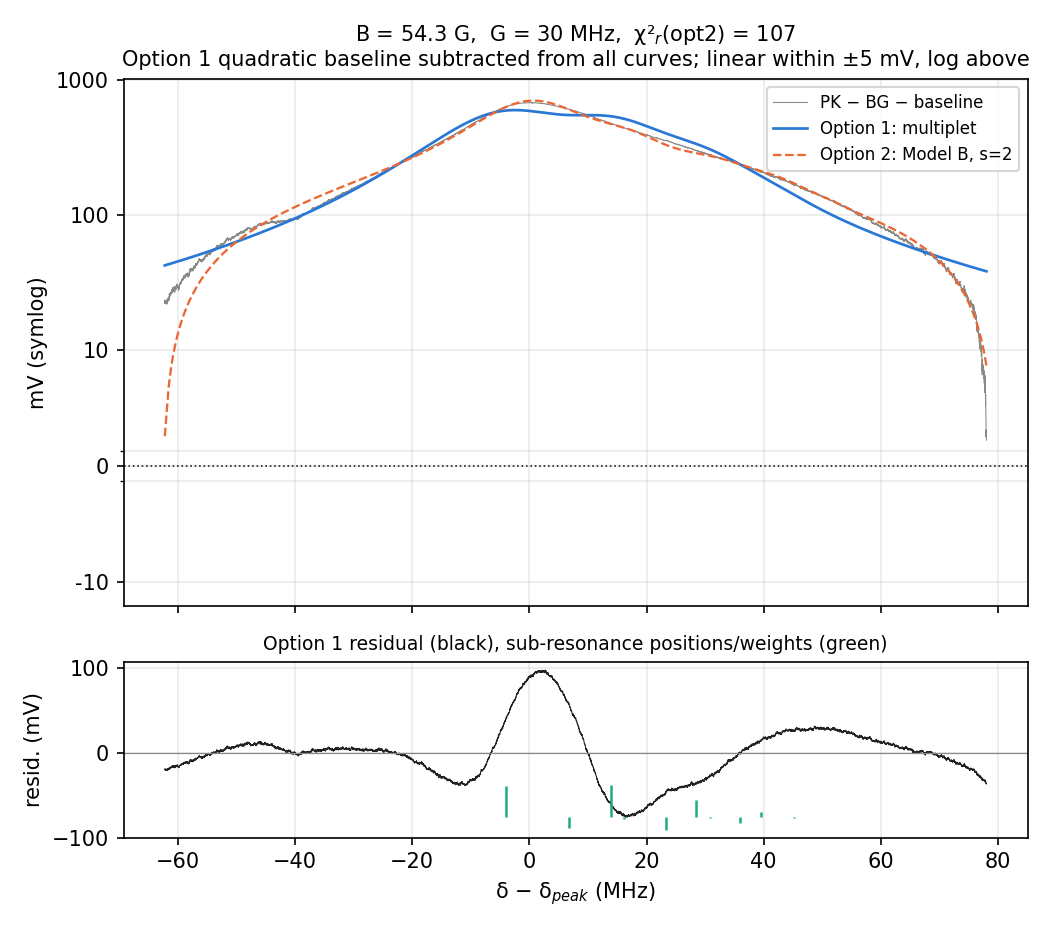 B = 54.3 G,  G = 30 MHz,  χ²ᵣ(opt2) = 107
Option 1 quadratic baseline subtracted from all curves; linear within ±5 mV, log above
PK − BG − baseline
Option 1: multiplet
Option 2: Model B, s=2
1000
100
10
0
-10
mV (symlog)
Option 1 residual (black), sub-resonance positions/weights (green)
100
0
−100
resid. (mV)
−60 −40 −20 0 20 40 60 80
δ − δpeak (MHz)